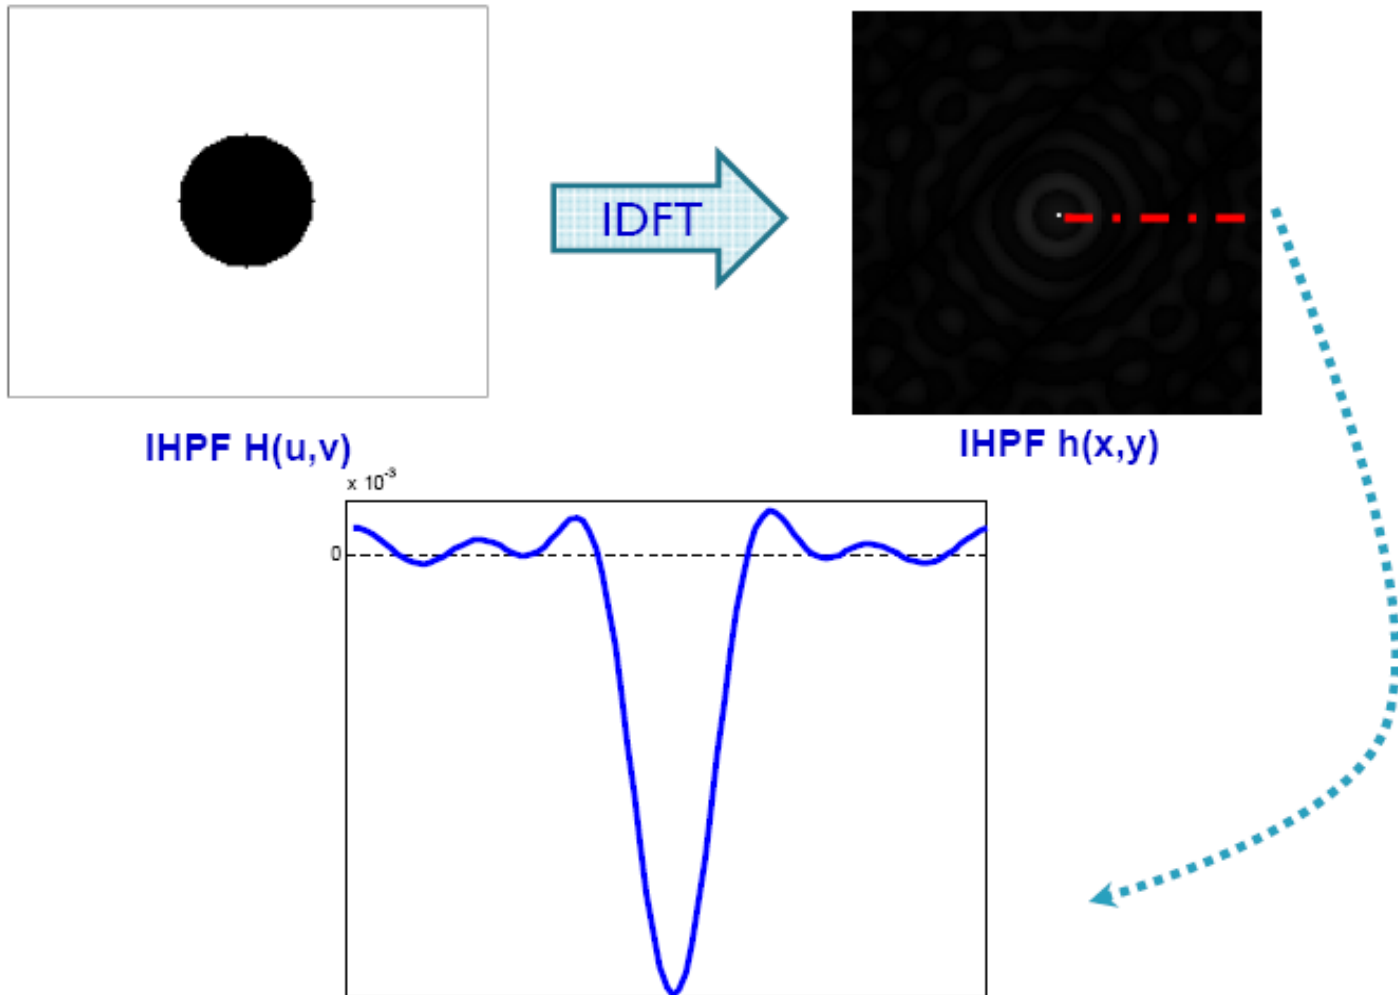 IDFT
IHPF H(u,v)
IHPF h(x,y)
x 10⁻³
0